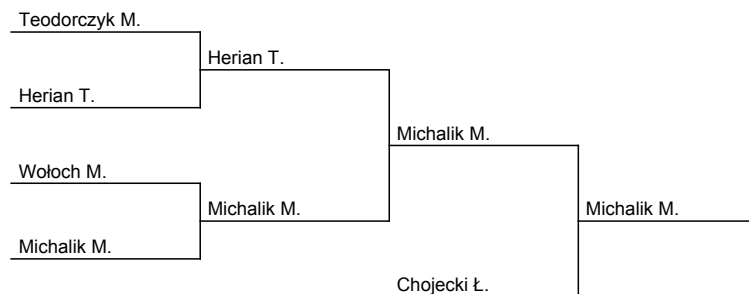 Teodorczyk M.
Herian T.
Herian T.
Michalik M.
Wołoch M.
Michalik M.
Michalik M.
Michalik M.
Chojecki Ł.